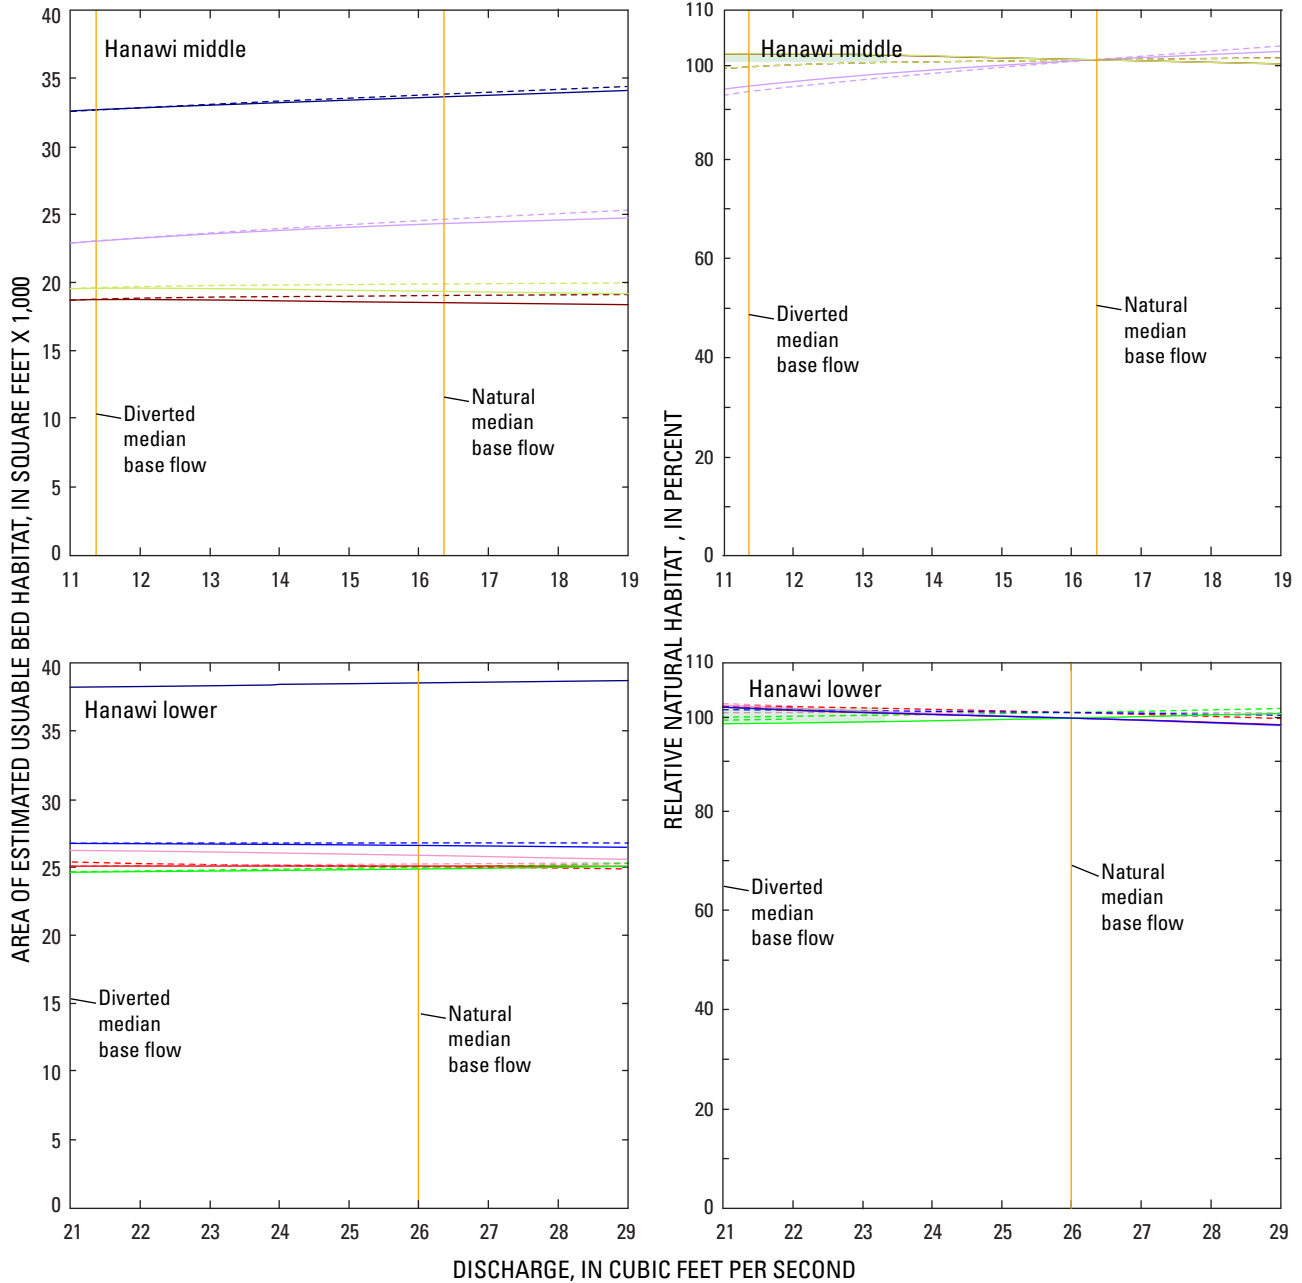 AREA OF ESTIMATED USUABLE BED HABITAT, IN SQUARE FEET X 1,000
40
35
30
25
20
15
10
5
0
Hanawi middle
Diverted
median
base flow
Natural
median
base flow
11 12 13 14 15 16 17 18 19
RELATIVE NATURAL HABITAT , IN PERCENT
110
100
80
60
40
20
0
Hanawi middle
Diverted
median
base flow
Natural
median
base flow
11 12 13 14 15 16 17 18 19
40
35
30
25
20
15
10
5
0
Hanawi lower
Diverted
median
base flow
Natural
median
base flow
21 22 23 24 25 26 27 28 29
110
100
80
60
40
20
0
Hanawi lower
Diverted
median
base flow
Natural
median
base flow
21 22 23 24 25 26 27 28 29
DISCHARGE, IN CUBIC FEET PER SECOND